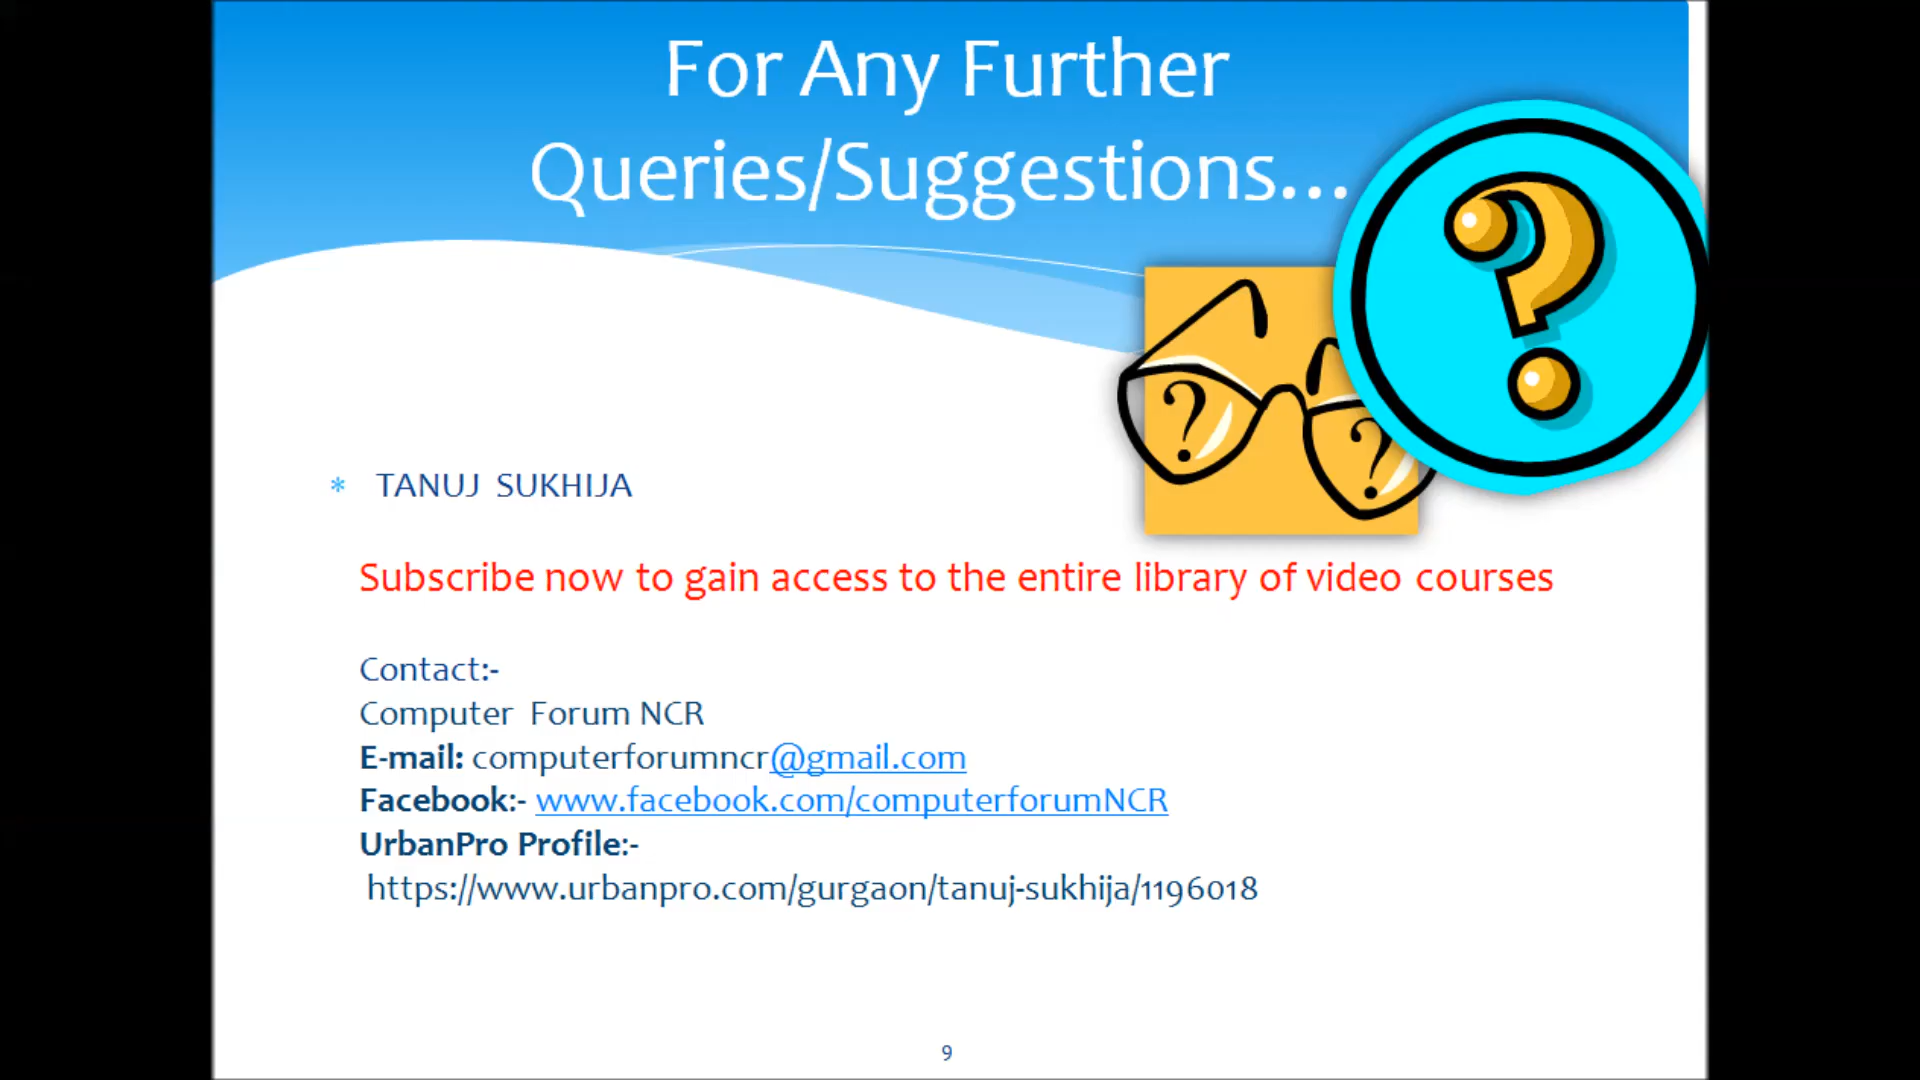 For Any Further
Queries/Suggestions...
? ? ?
* TANUJ SUKHIJA
Subscribe now to gain access to the entire library of video courses
Contact:-
Computer Forum NCR
E-mail: computerforumncr@gmail.com
Facebook:- www.facebook.com/computerforumNCR
UrbanPro Profile:-
https://www.urbanpro.com/gurgaon/tanuj-sukhija/1196018
9